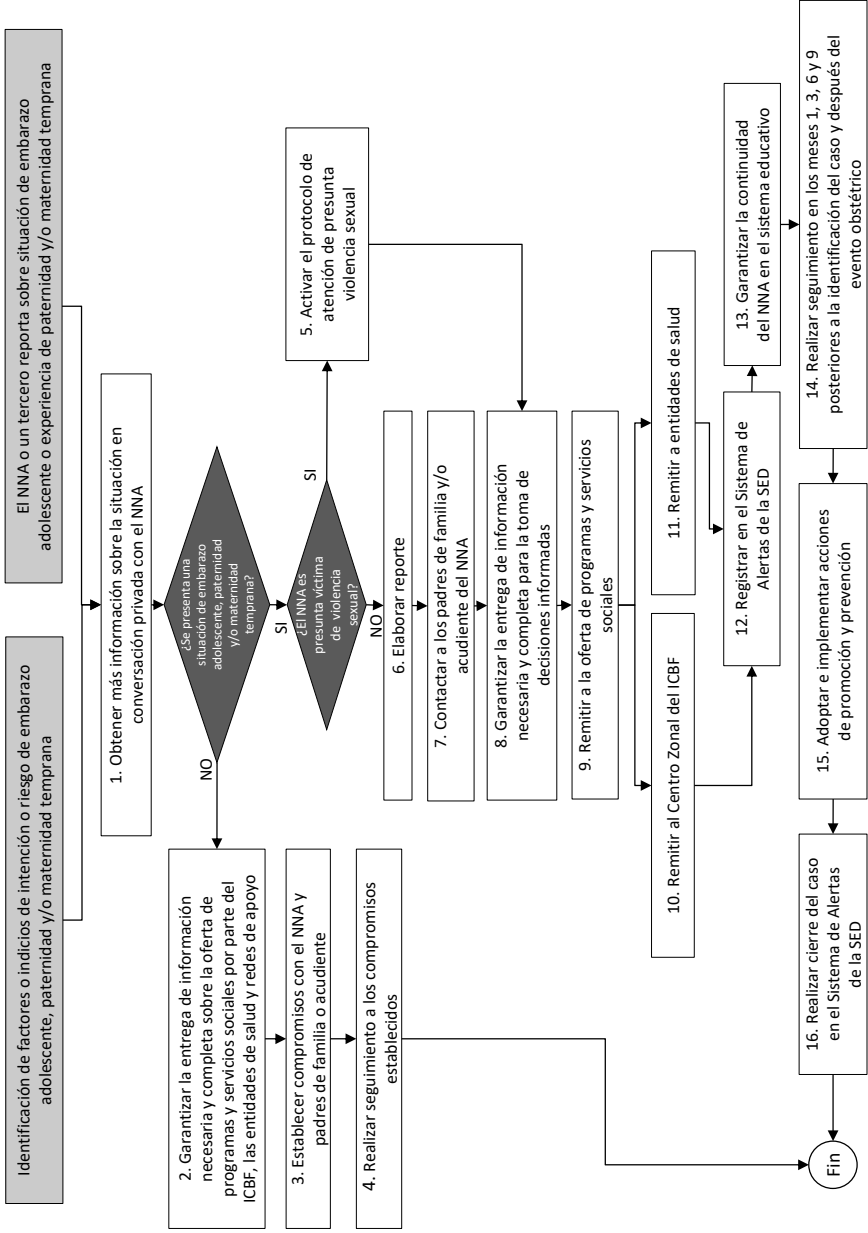 Identificación de factores o indicios de intención o riesgo de embarazo
adolescente, paternidad y/o maternidad temprana
El NNA o un tercero reporta sobre situación de embarazo
adolescente o experiencia de paternidad y/o maternidad temprana
1. Obtener más información sobre la situación en
conversación privada con el NNA
¿Se presenta una
situación de embarazo
adolescente, paternidad
y/o maternidad
temprana?
NO
SI
2. Garantizar la entrega de información
necesaria y completa sobre la oferta de
programas y servicios sociales por parte del
ICBF, las entidades de salud y redes de apoyo
3. Establecer compromisos con el NNA y
padres de familia o acudiente
4. Realizar seguimiento a los compromisos
establecidos
¿El NNA es
presunta víctima
de violencia
sexual?
SI
NO
5. Activar el protocolo de
atención de presunta
violencia sexual
6. Elaborar reporte
7. Contactar a los padres de familia y/o
acudiente del NNA
8. Garantizar la entrega de información
necesaria y completa para la toma de
decisiones informadas
9. Remitir a la oferta de programas y servicios
sociales
10. Remitir al Centro Zonal del ICBF
11. Remitir a entidades de salud
12. Registrar en el Sistema de
Alertas de la SED
13. Garantizar la continuidad
del NNA en el sistema educativo
14. Realizar seguimiento en los meses 1, 3, 6 y 9
posteriores a la identificación del caso y después del
evento obstétrico
15. Adoptar e implementar acciones
de promoción y prevención
16. Realizar cierre del caso
en el Sistema de Alertas
de la SED
Fin